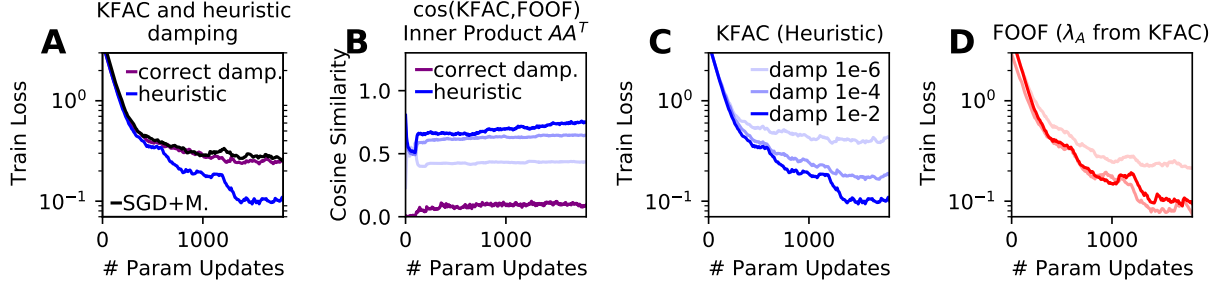 A
KFAC and heuristic
damping
correct damp.
heuristic
SGD+M.
Train Loss
10^0
10^-1
0
1000
# Param Updates
B
cos(KFAC,FOOF)
Inner Product AA^T
correct damp.
heuristic
Cosine Similarity
1.0
0.5
0.0
0
1000
# Param Updates
C
KFAC (Heuristic)
damp 1e-6
damp 1e-4
damp 1e-2
Train Loss
10^0
10^-1
0
1000
# Param Updates
D
FOOF (λ_A from KFAC)
Train Loss
10^0
10^-1
0
1000
# Param Updates